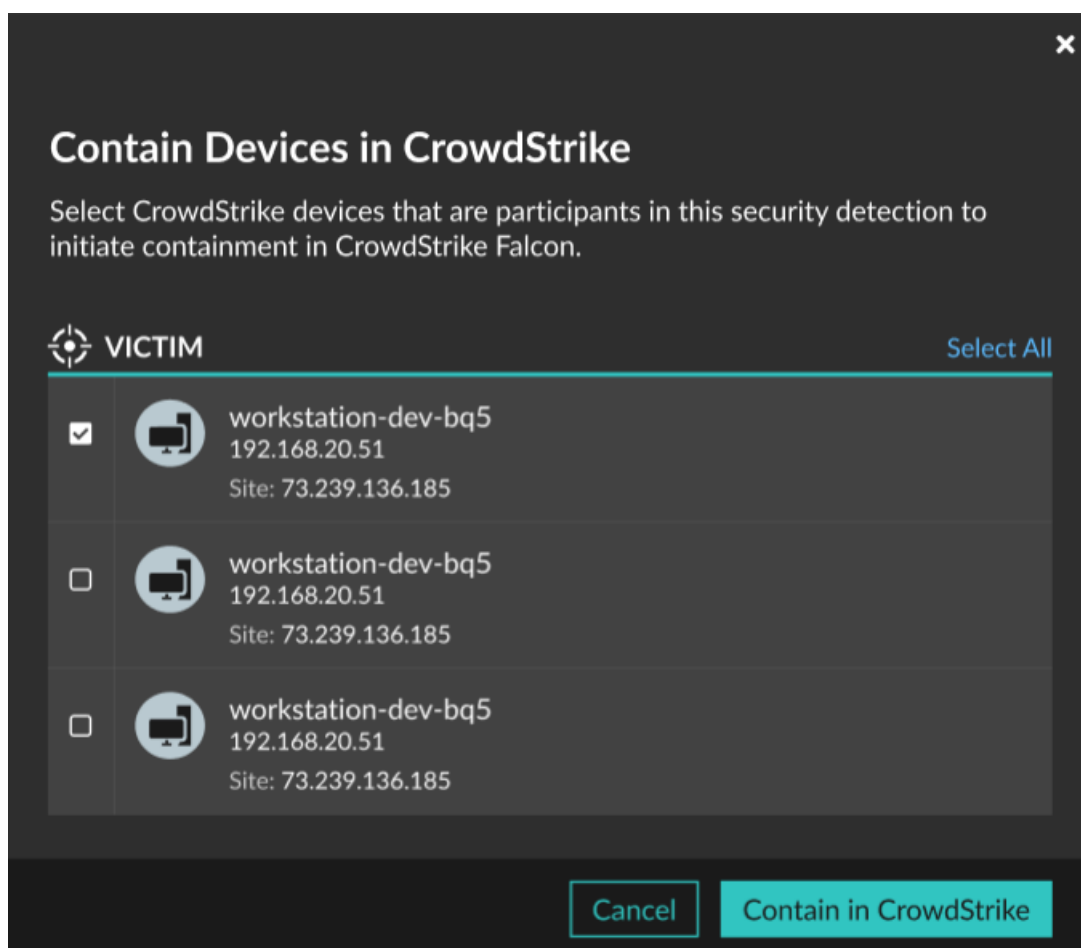 Contain Devices in CrowdStrike
Select CrowdStrike devices that are participants in this security detection to
initiate containment in CrowdStrike Falcon.
VICTIM
Select All
workstation-dev-bq5
192.168.20.51
Site: 73.239.136.185
workstation-dev-bq5
192.168.20.51
Site: 73.239.136.185
workstation-dev-bq5
192.168.20.51
Site: 73.239.136.185
Cancel
Contain in CrowdStrike